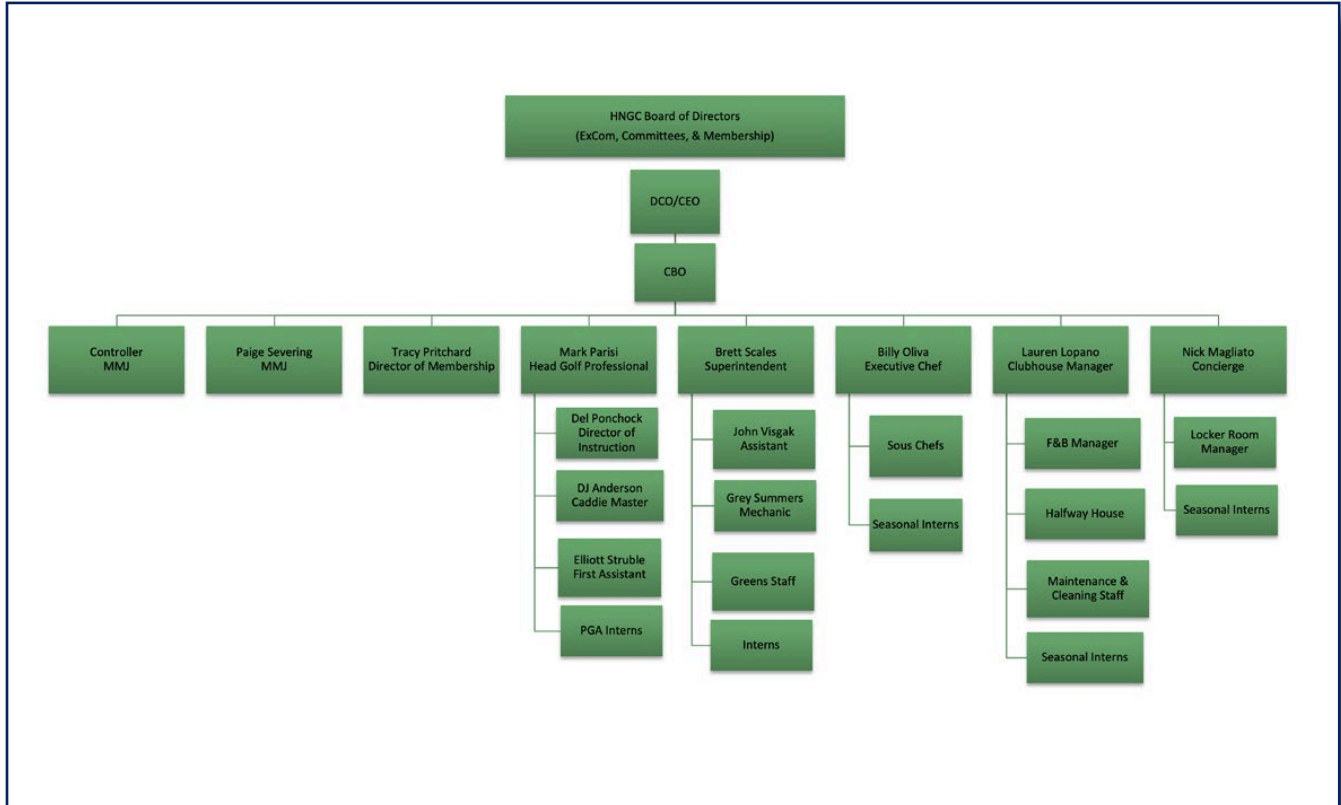 HNGC Board of Directors
(ExCom, Committees, & Membership)
DCO/CEO
CBO
Controller
MMJ
Paige Severing
MMJ
Tracy Pritchard
Director of Membership
Mark Parisi
Head Golf Professional
Brett Scales
Superintendent
Billy Oliva
Executive Chef
Lauren Lopano
Clubhouse Manager
Nick Magliato
Concierge
Del Ponchock
Director of
Instruction
DJ Anderson
Caddie Master
Elliott Struble
First Assistant
PGA Interns
John Visgak
Assistant
Grey Summers
Mechanic
Greens Staff
Interns
Sous Chefs
Seasonal Interns
F&B Manager
Halfway House
Maintenance &
Cleaning Staff
Seasonal Interns
Locker Room
Manager
Seasonal Interns